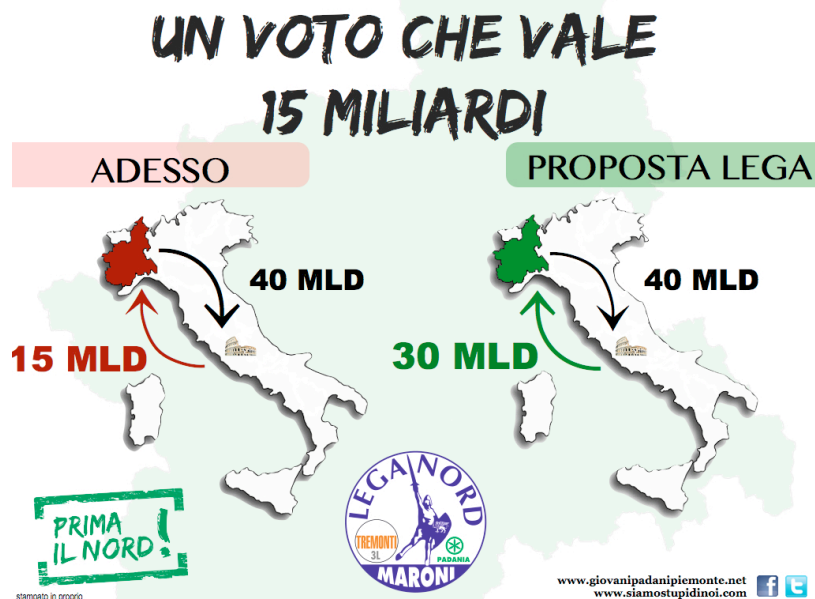 UN VOTO CHE VALE
15 MILIARDI
ADESSO
PROPOSTA LEGA
40 MLD
15 MLD
40 MLD
30 MLD
PRIMA
IL NORD!
LEGA NORD
TREMONTI
3L
PADANIA
MARONI
www.giovanipadanipiemonte.net
www.siamostupidinoi.com
stampato in proprio